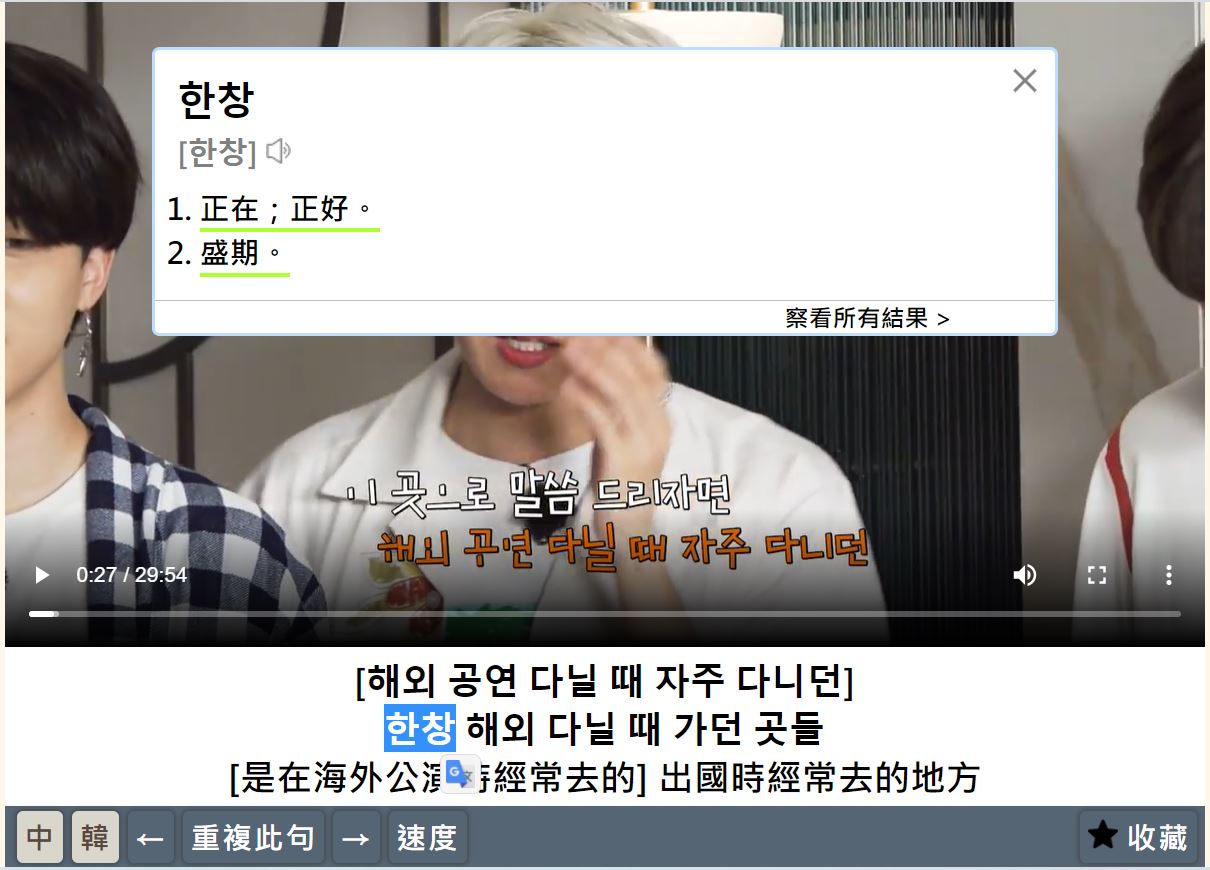 한창
[한창]
1. 正在；正好。
2. 盛期。
察看所有結果 >
곳으로 말씀 드리자면
해외 공연 다닐 때 자주 다니던
0:27 / 29:54
[해외 공연 다닐 때 자주 다니던]
한창 해외 다닐 때 가던 곳들
[是在海外公演時經常去的] 出國時經常去的地方
中 韓 ← 重複此句 → 速度 ★ 收藏